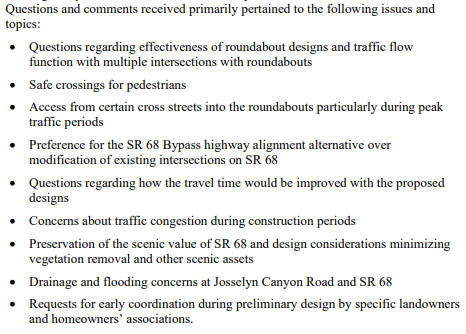 Questions and comments received primarily pertained to the following issues and
topics:
• Questions regarding effectiveness of roundabout designs and traffic flow
function with multiple intersections with roundabouts
• Safe crossings for pedestrians
• Access from certain cross streets into the roundabouts particularly during peak
traffic periods
• Preference for the SR 68 Bypass highway alignment alternative over
modification of existing intersections on SR 68
• Questions regarding how the travel time would be improved with the proposed
designs
• Concerns about traffic congestion during construction periods
• Preservation of the scenic value of SR 68 and design considerations minimizing
vegetation removal and other scenic assets
• Drainage and flooding concerns at Josselyn Canyon Road and SR 68
• Requests for early coordination during preliminary design by specific landowners
and homeowners’ associations.